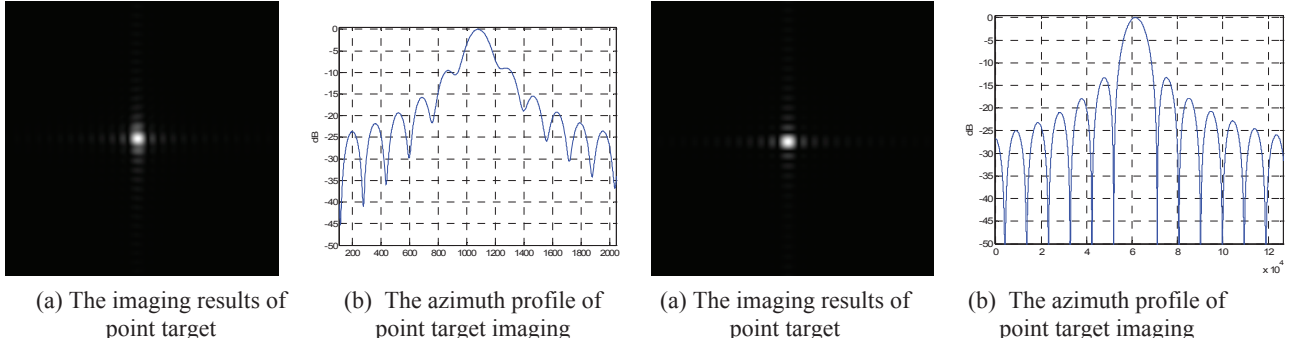 0
-5
-10
-15
-20
-25
-30
-35
-40
-45
-50
dB
200 400 600 800 1000 1200 1400 1600 1800 2000
0
-5
-10
-15
-20
-25
-30
-35
-40
-45
-50
dB
0 2 4 6 8 10 12
x 10^4
(a) The imaging results of
point target
(b) The azimuth profile of
point target imaging
(a) The imaging results of
point target
(b) The azimuth profile of
point target imaging